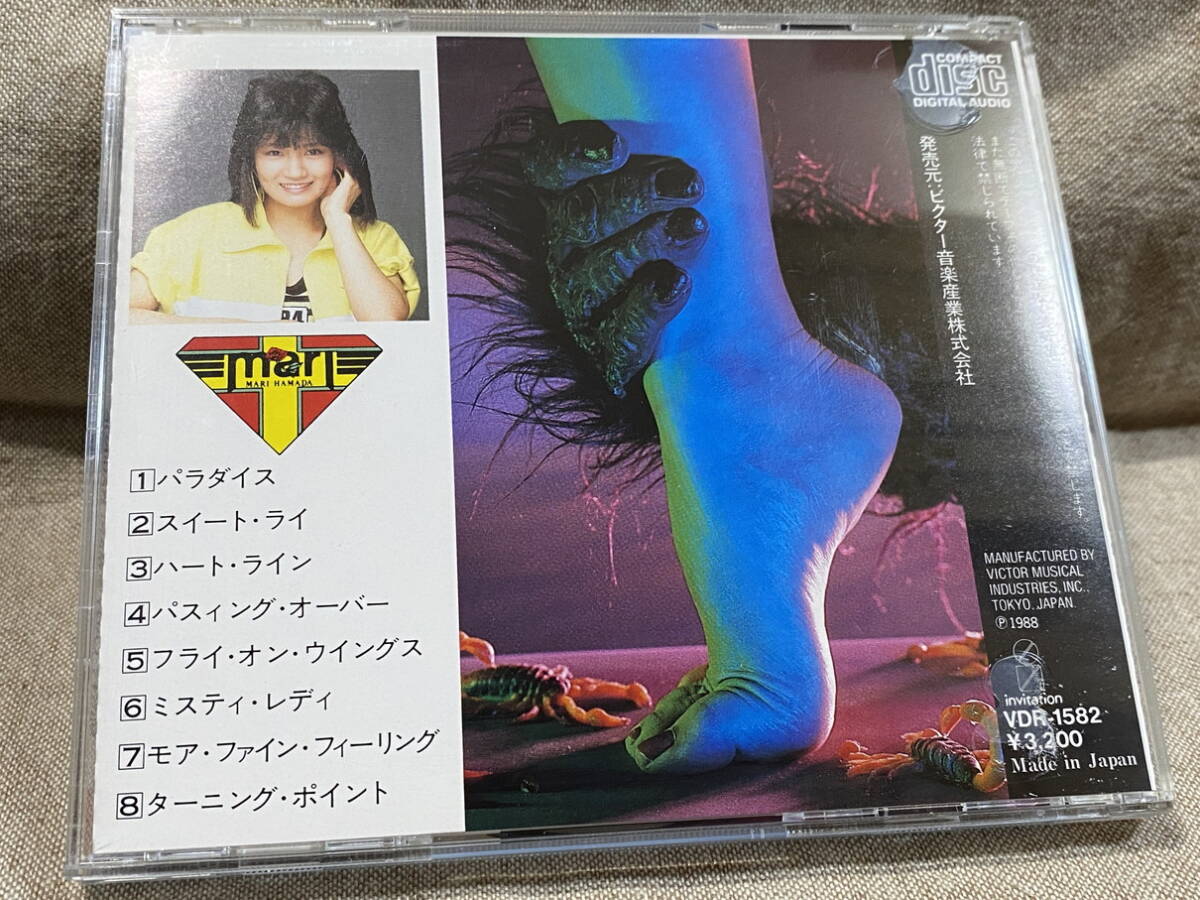 mari
MARI HAMADA
1 パラダイス
2 スイート・ライ
3 ハート・ライン
4 パスィング・オーバー
5 フライ・オン・ウイングス
6 ミスティ・レディ
7 モア・ファイン・フィーリング
8 ターニング・ポイント
COMPACT
disc
DIGITAL AUDIO
法律で禁じられています
発売元・ビクター音楽産業株式会社
します。
MANUFACTURED BY
VICTOR MUSICAL
INDUSTRIES, INC.,
TOKYO, JAPAN.
Ⓟ1988
invitation
VDR-1582
¥3,200
Made in Japan